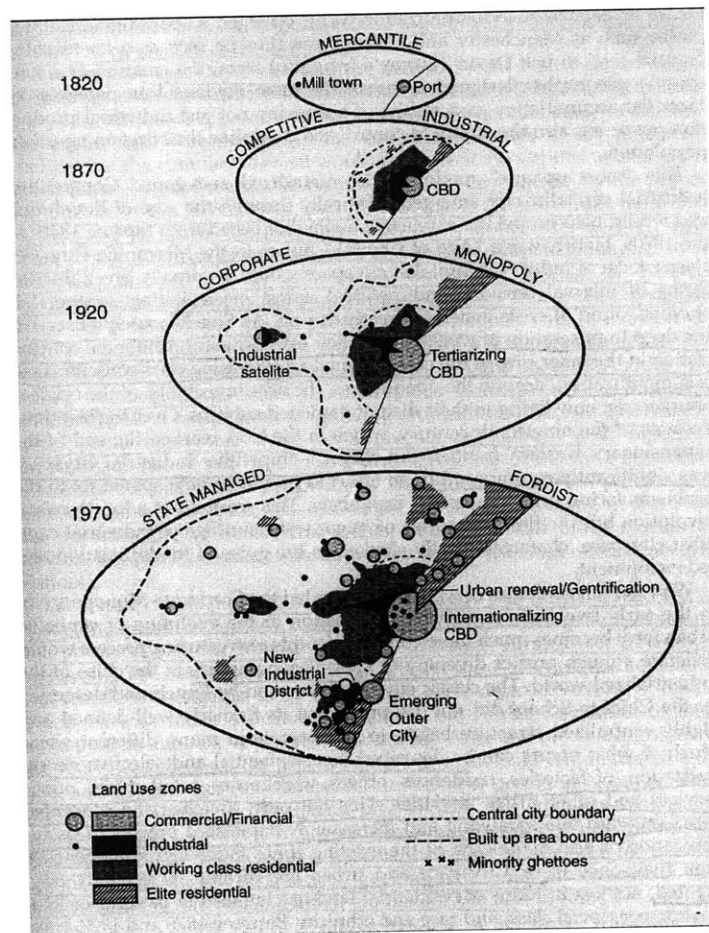 MERCANTILE
1820
Mill town
Port
COMPETITIVE
INDUSTRIAL
1870
CBD
CORPORATE
MONOPOLY
1920
Industrial
satelite
Tertiarizing
CBD
STATE MANAGED
FORDIST
1970
Urban renewal/Gentrification
Internationalizing
CBD
New
Industrial
District
Emerging
Outer
City
Land use zones
Commercial/Financial
Industrial
Working class residential
Elite residential
Central city boundary
Built up area boundary
Minority ghettoes